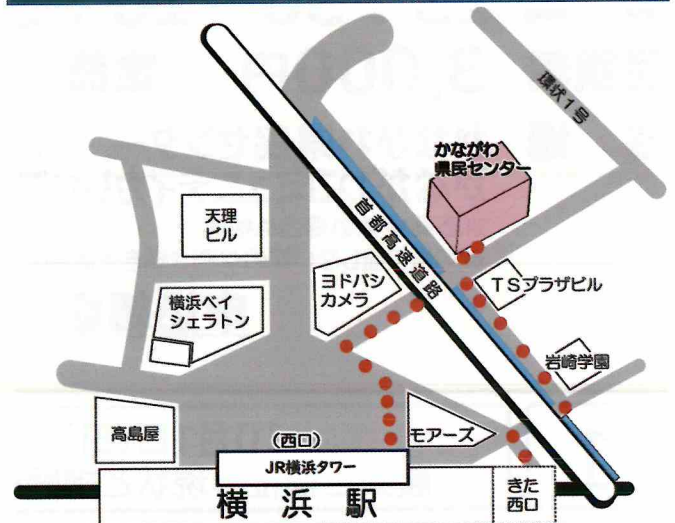 環状1号
かながわ
県民センター
天理
ビル
首都高速道路
ヨドバシ
カメラ
TSプラザビル
横浜ベイ
シェラトン
岩崎学園
高島屋
(西口)
モアーズ
JR横浜タワー
横浜駅
きた
西口